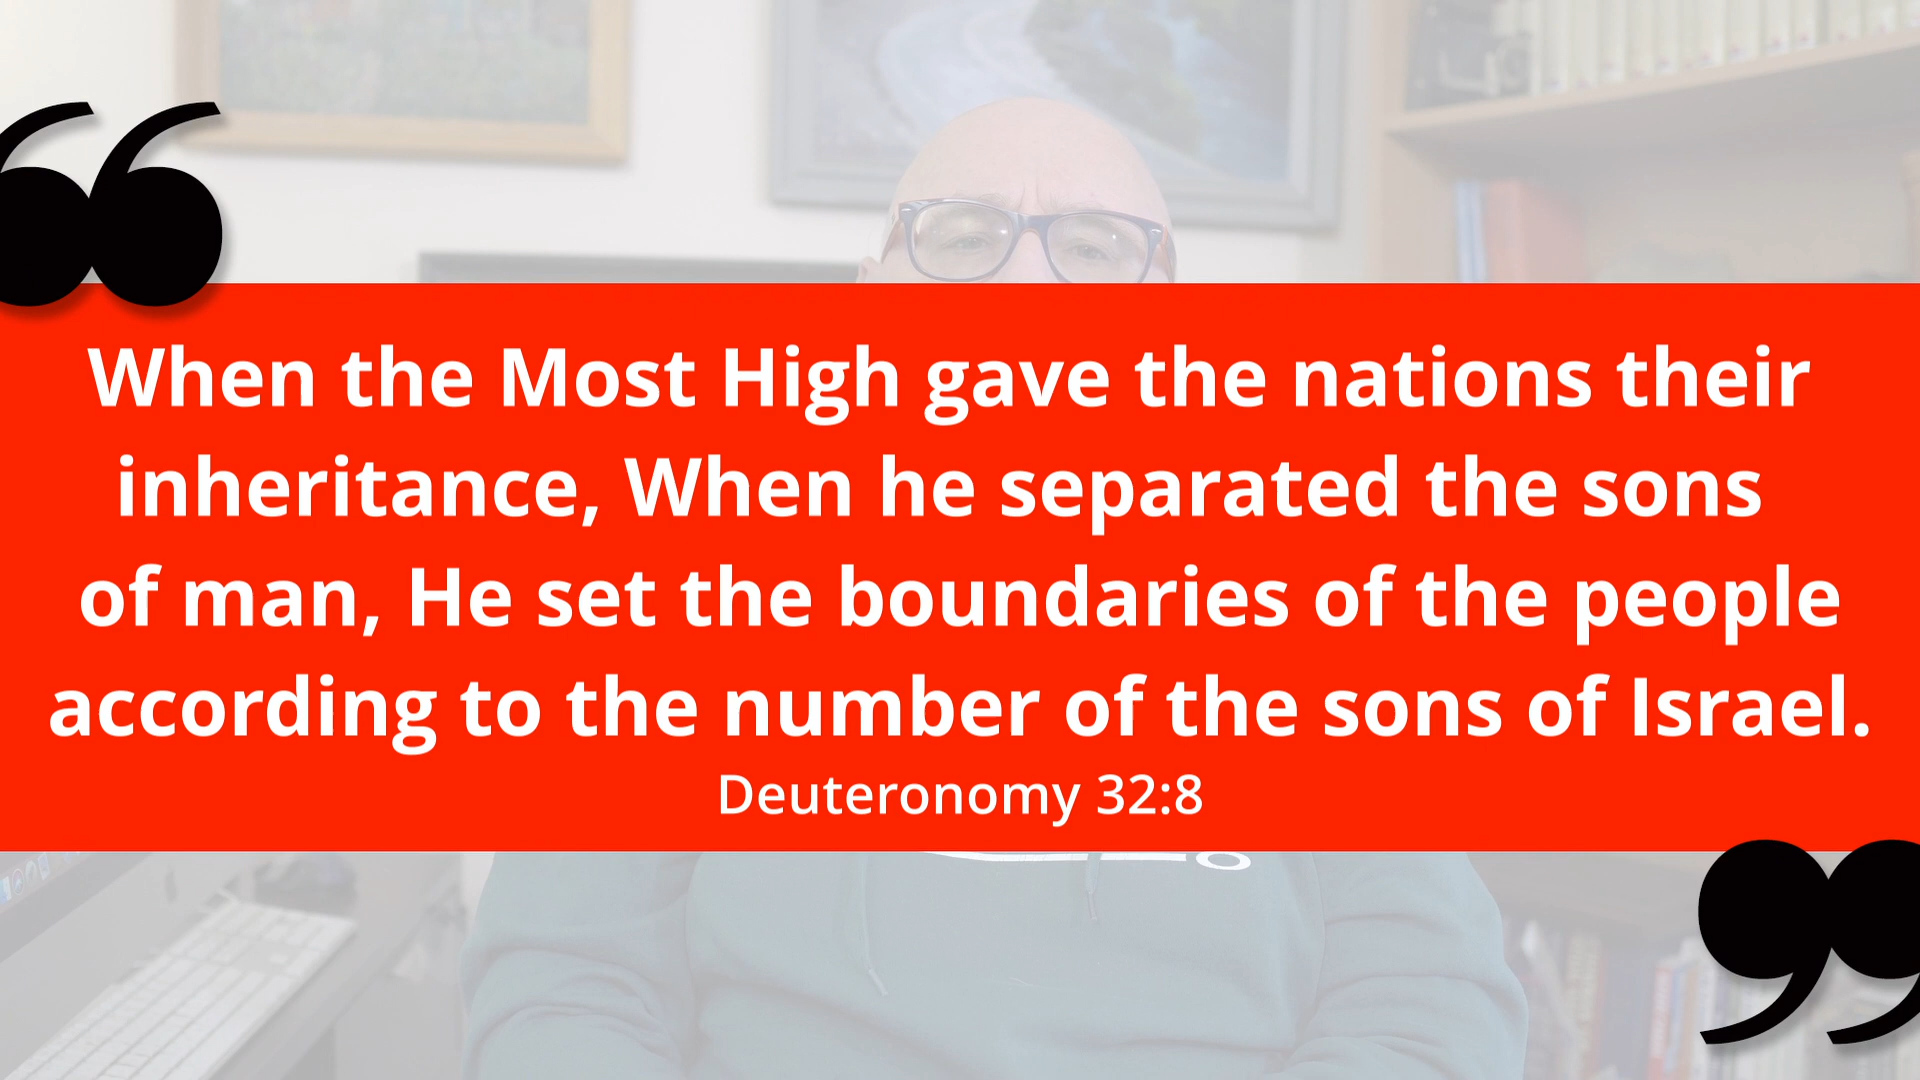 When the Most High gave the nations their
inheritance, When he separated the sons
of man, He set the boundaries of the people
according to the number of the sons of Israel.
Deuteronomy 32:8